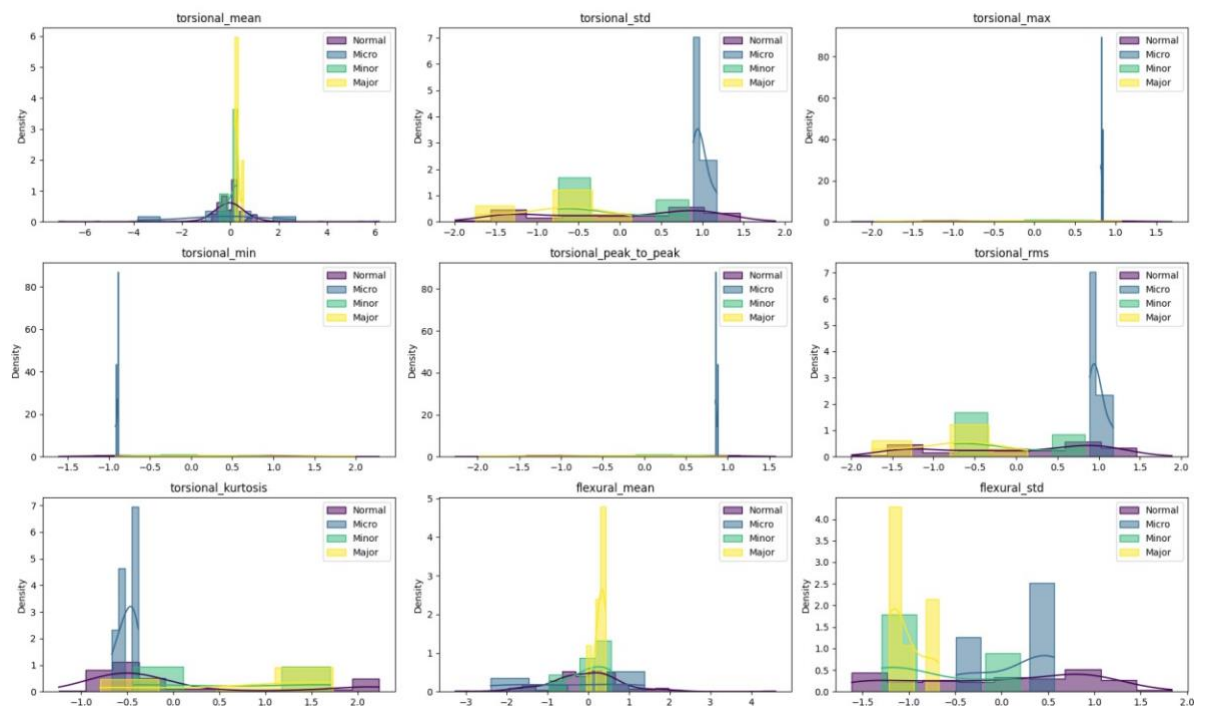 torsional_mean
Density
6
5
4
3
2
1
0
−6 −4 −2 0 2 4 6
Normal
Micro
Minor
Major
torsional_std
Density
7
6
5
4
3
2
1
0
−2.0 −1.5 −1.0 −0.5 0.0 0.5 1.0 1.5 2.0
Normal
Micro
Minor
Major
torsional_max
Density
80
60
40
20
0
−2.0 −1.5 −1.0 −0.5 0.0 0.5 1.0 1.5
Normal
Micro
Minor
Major
torsional_min
Density
80
60
40
20
0
−1.5 −1.0 −0.5 0.0 0.5 1.0 1.5 2.0
Normal
Micro
Minor
Major
torsional_peak_to_peak
Density
80
60
40
20
0
−2.0 −1.5 −1.0 −0.5 0.0 0.5 1.0 1.5
Normal
Micro
Minor
Major
torsional_rms
Density
7
6
5
4
3
2
1
0
−2.0 −1.5 −1.0 −0.5 0.0 0.5 1.0 1.5 2.0
Normal
Micro
Minor
Major
torsional_kurtosis
Density
7
6
5
4
3
2
1
0
−1.0 −0.5 0.0 0.5 1.0 1.5 2.0
Normal
Micro
Minor
Major
flexural_mean
Density
5
4
3
2
1
0
−3 −2 −1 0 1 2 3 4
Normal
Micro
Minor
Major
flexural_std
Density
4.0
3.5
3.0
2.5
2.0
1.5
1.0
0.5
0.0
−1.5 −1.0 −0.5 0.0 0.5 1.0 1.5 2.0
Normal
Micro
Minor
Major